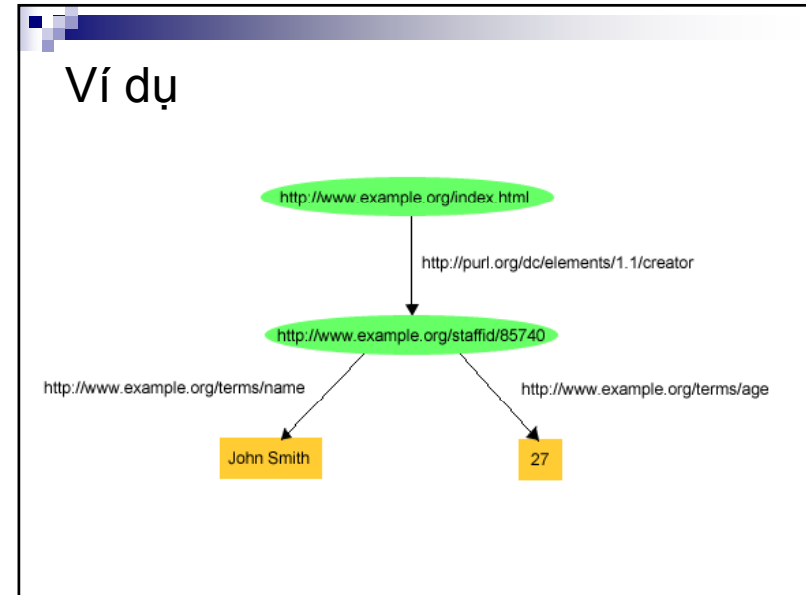 Ví dụ
http://www.example.org/index.html
http://purl.org/dc/elements/1.1/creator
http://www.example.org/staffid/85740
http://www.example.org/terms/name
http://www.example.org/terms/age
John Smith
27